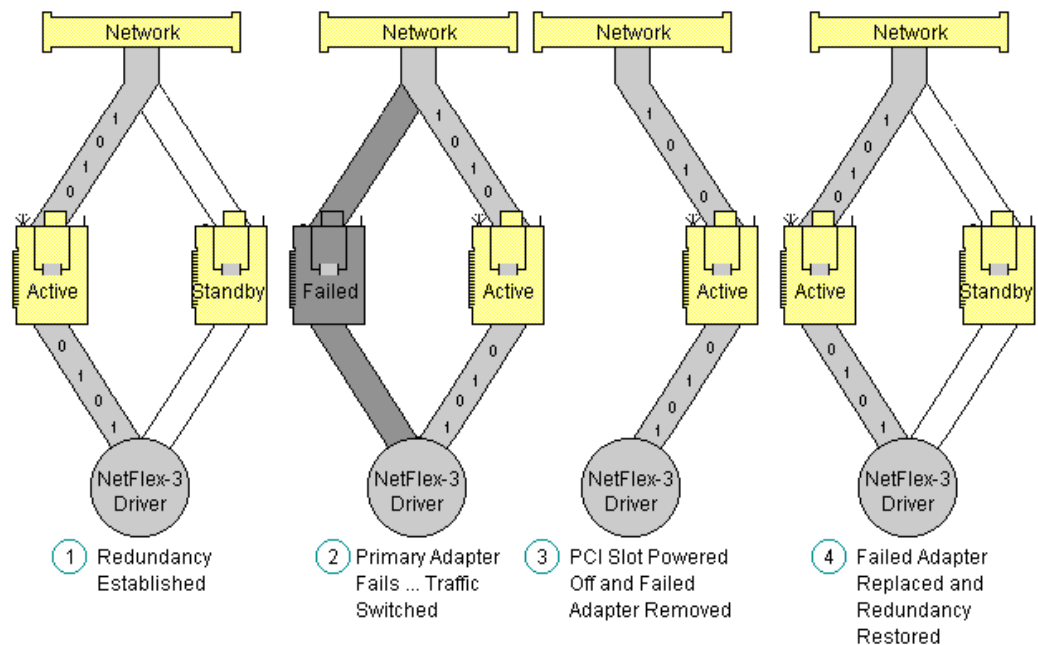 Network
Network
Network
Network
1
0
1
0
1
0
1
0
1
0
1
0
1
0
1
0
Active
Standby
Failed
Active
Active
Active
Standby
0
1
0
1
0
1
0
1
0
1
0
1
0
1
0
1
NetFlex-3
Driver
NetFlex-3
Driver
NetFlex-3
Driver
NetFlex-3
Driver
1 Redundancy
Established
2 Primary Adapter
Fails ... Traffic
Switched
3 PCI Slot Powered
Off and Failed
Adapter Removed
4 Failed Adapter
Replaced and
Redundancy
Restored